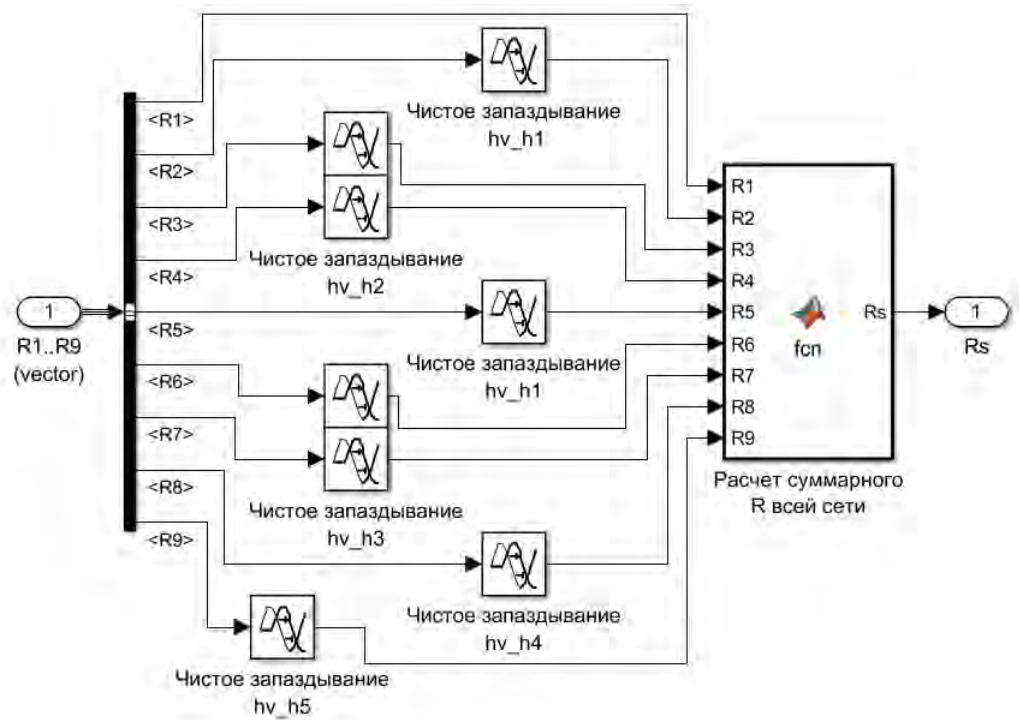 Чистое запаздывание
hv_h1
<R1>
<R2>
<R3>
<R4>
Чистое запаздывание
hv_h2
1
R1..R9
(vector)
<R5>
Чистое запаздывание
hv_h1
<R6>
<R7>
<R8>
<R9>
Чистое запаздывание
hv_h3
Чистое запаздывание
hv_h4
Чистое запаздывание
hv_h5
R1
R2
R3
R4
R5
R6
R7
R8
R9
fcn
Rs
Расчет суммарного
R всей сети
1
Rs